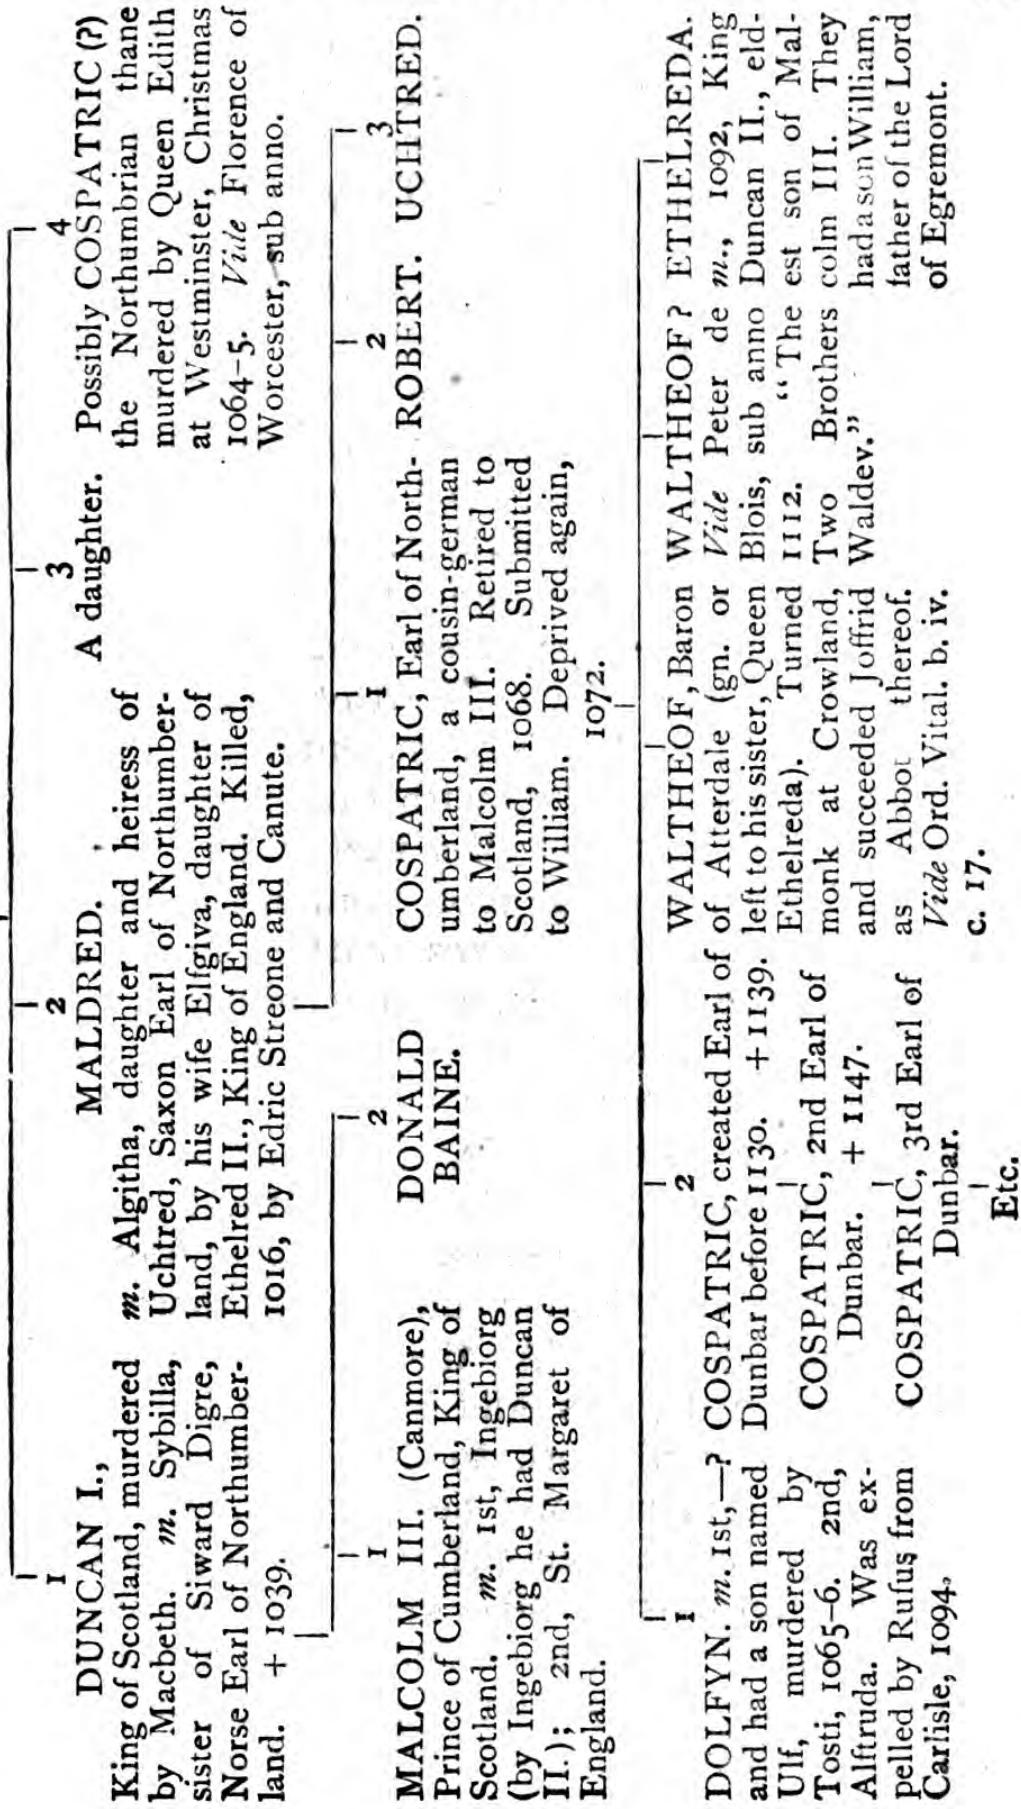 1
DUNCAN I.,
King of Scotland, murdered
by Macbeth. m. Sybilla,
sister of Siward Digre,
Norse Earl of Northumber-
land. + 1039.
2
MALDRED.
m. Algitha, daughter and heiress of
Uchtred, Saxon Earl of Northumber-
land, by his wife Elfgiva, daughter of
Ethelred II., King of England. Killed,
1016, by Edric Streone and Canute.
3
A daughter.
4
Possibly COSPATRIC (?)
the Northumbrian thane
murdered by Queen Edith
at Westminster, Christmas
1064-5. Vide Florence of
Worcester, sub anno.
1
MALCOLM III. (Canmore),
Prince of Cumberland, King of
Scotland. m. 1st, Ingebiorg
(by Ingebiorg he had Duncan
II.); 2nd, St. Margaret of
England.
2
DONALD
BAINE.
1
COSPATRIC, Earl of North-
umberland, a cousin-german
to Malcolm III. Retired to
Scotland, 1068. Submitted
to William. Deprived again,
1072.
2
ROBERT.
3
UCHTRED.
1
DOLFYN. m. 1st,—?
and had a son named
Ulf, murdered by
Tosti, 1065-6. 2nd,
Alftruda. Was ex-
pelled by Rufus from
Carlisle, 1094.
2
COSPATRIC, created Earl of
Dunbar before 1130. + 1139.
COSPATRIC, 2nd Earl of
Dunbar. + 1147.
COSPATRIC, 3rd Earl of
Dunbar.
Etc.
WALTHEOF, Baron
of Atterdale (gn. or
left to his sister, Queen
Ethelreda). Turned
monk at Crowland,
and succeeded Joffrid
as Abbot thereof.
Vide Ord. Vital. b. iv.
c. 17.
WALTHEOF?
Vide Peter de
Blois, sub anno
1112. "The
Two Brothers
Waldev."
ETHELREDA.
m., 1092, King
Duncan II., eld-
est son of Mal-
colm III. They
had a son William,
father of the Lord
of Egremont.